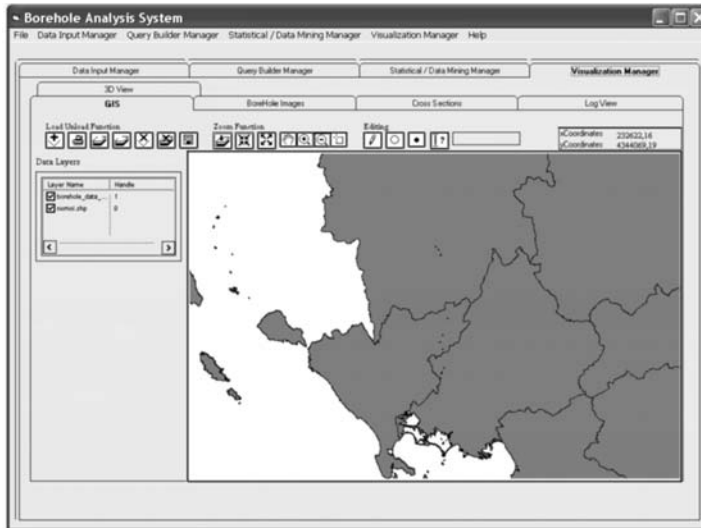 Borehole Analysis System
File Data Input Manager Query Builder Manager Statistical / Data Mining Manager Visualization Manager Help
Data Input Manager Query Builder Manager Statistical / Data Mining Manager Visualization Manager
3D View
GIS BoreHole Images Cross Sections Log View
Load Unload Function Zoom Function Editing
xCoordinates 232622,16
yCoordinates 4344069,19
Data Layers
Layer Name Handle
borehole_data_... 1
nomoi.shp 0